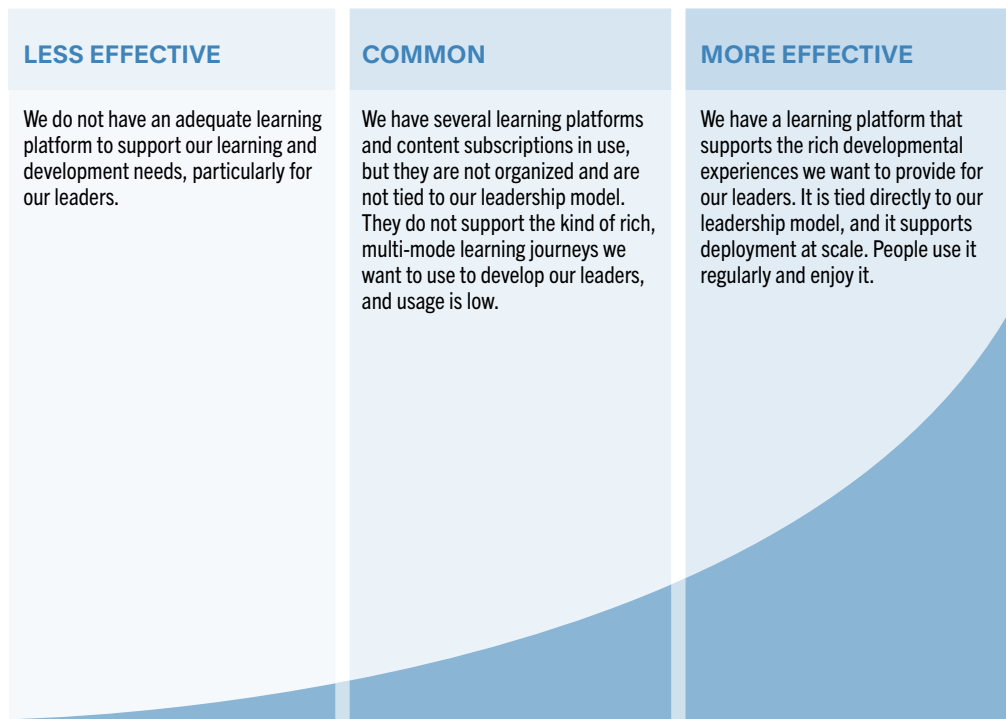 LESS EFFECTIVE
We do not have an adequate learning
platform to support our learning and
development needs, particularly for
our leaders.
COMMON
We have several learning platforms
and content subscriptions in use,
but they are not organized and are
not tied to our leadership model.
They do not support the kind of rich,
multi-mode learning journeys we
want to use to develop our leaders,
and usage is low.
MORE EFFECTIVE
We have a learning platform that
supports the rich developmental
experiences we want to provide for
our leaders. It is tied directly to our
leadership model, and it supports
deployment at scale. People use it
regularly and enjoy it.